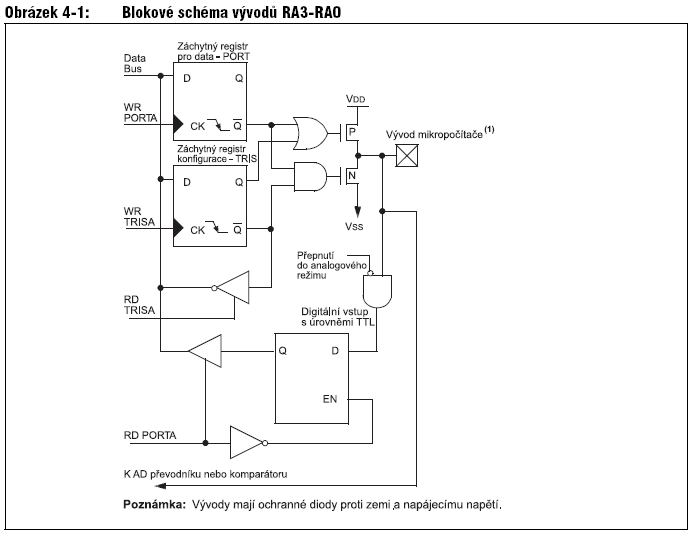 Obrázek 4-1: Blokové schéma vývodů RA3-RA0
Záchytný registr
pro data – PORT
Data
Bus
D Q
WR
PORTA
CK Q
VDD
P
Vývod mikropočítače (1)
Záchytný registr
konfigurace – TRIS
D Q
N
WR
TRISA
CK Q
VSS
Přepnutí
do analogového
režimu
RD
TRISA
Digitální vstup
s úrovněmi TTL
Q D
EN
RD PORTA
K AD převodníku nebo komparátoru
Poznámka: Vývody mají ochranné diody proti zemi a napájecímu napětí.